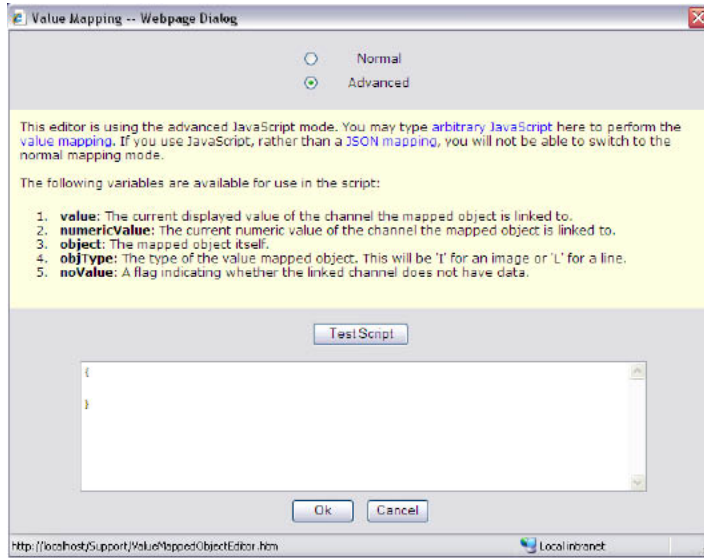 Value Mapping -- Webpage Dialog
Normal
Advanced
This editor is using the advanced JavaScript mode. You may type arbitrary JavaScript here to perform the
value mapping. If you use JavaScript, rather than a JSON mapping, you will not be able to switch to the
normal mapping mode.
The following variables are available for use in the script:
1. value: The current displayed value of the channel the mapped object is linked to.
2. numericValue: The current numeric value of the channel the mapped object is linked to.
3. object: The mapped object itself.
4. objType: The type of the value mapped object. This will be 'I' for an image or 'L' for a line.
5. noValue: A flag indicating whether the linked channel does not have data.
Test Script
{
}
Ok
Cancel
http://localhost/Support/ValueMappedObjectEditor.htm
Local intranet